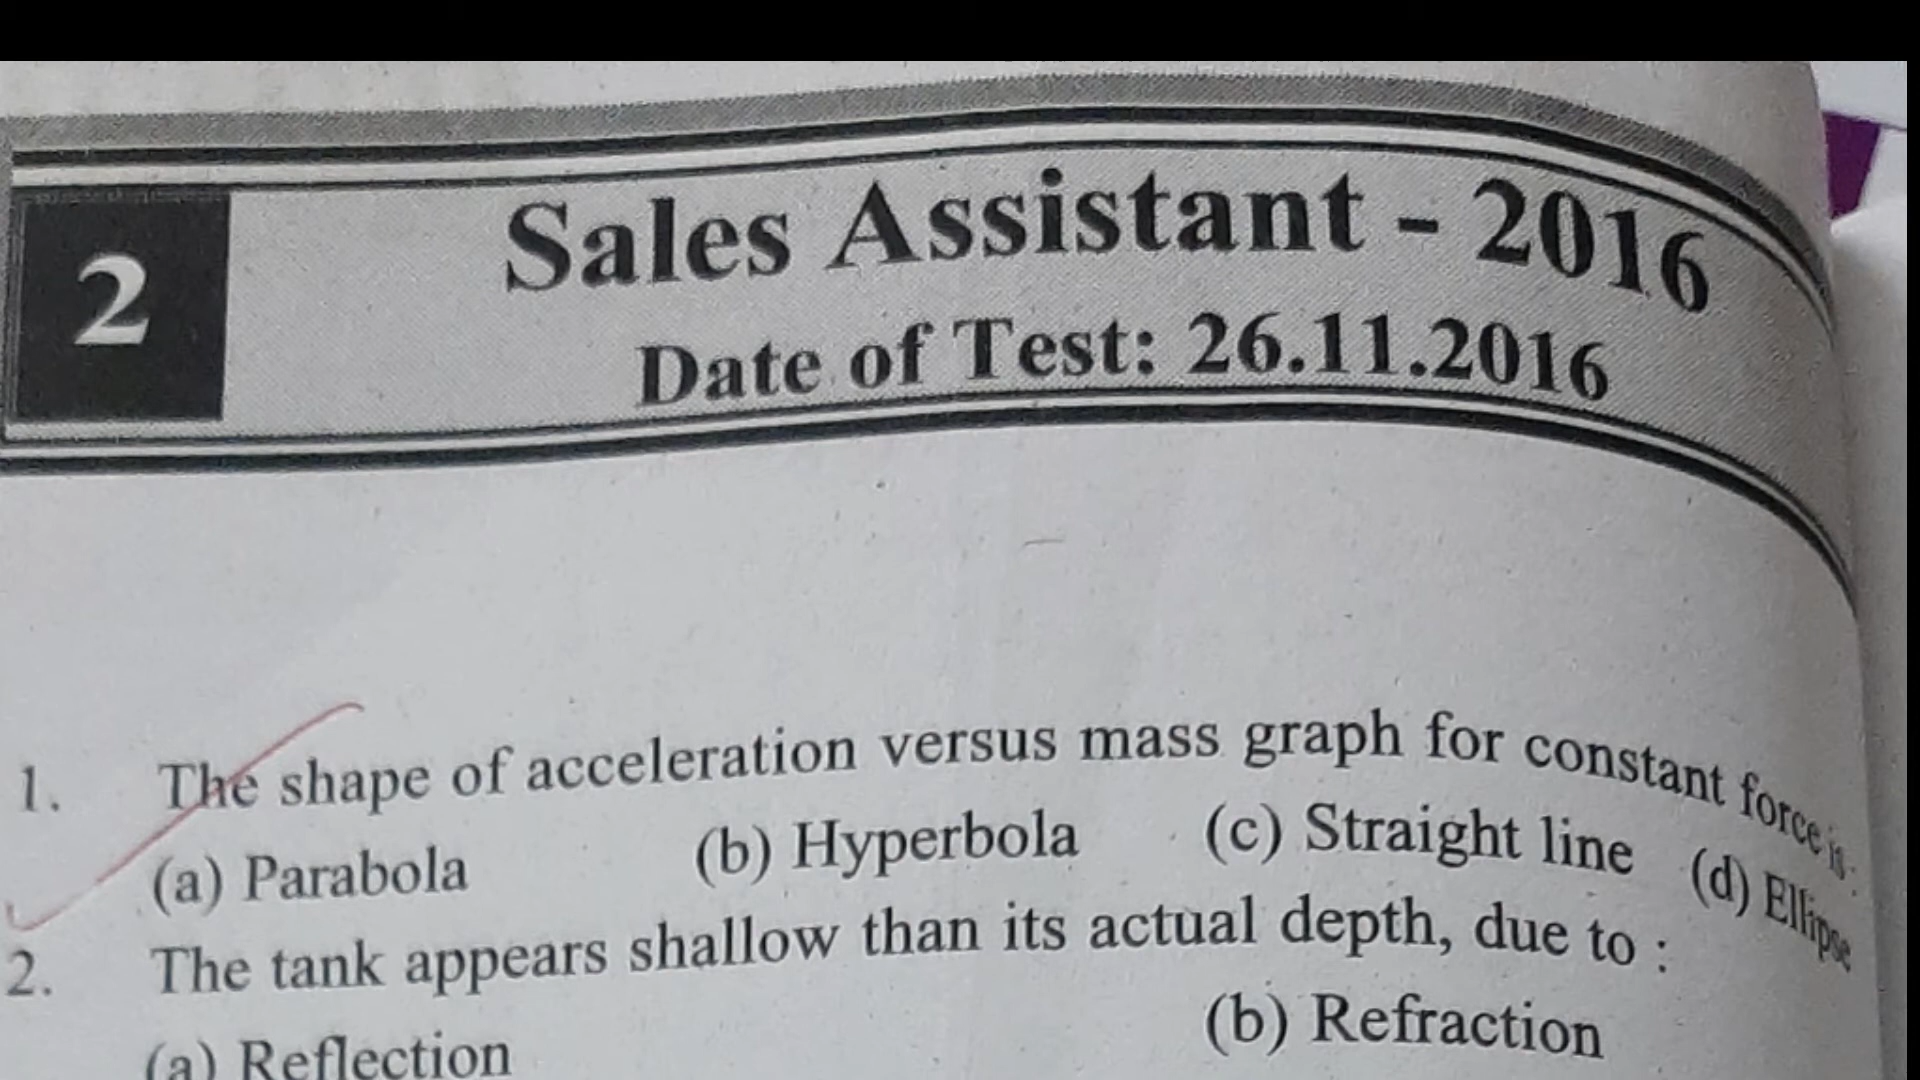 2
Sales Assistant - 2016
Date of Test: 26.11.2016
1. The shape of acceleration versus mass graph for constant force is :
(a) Parabola (b) Hyperbola (c) Straight line (d) Ellipse
2. The tank appears shallow than its actual depth, due to :
(a) Reflection (b) Refraction